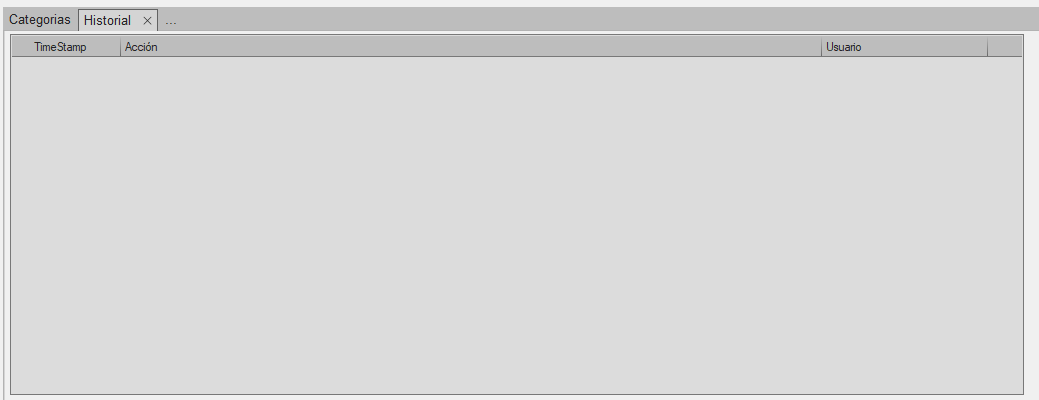 Categorias Historial × ...
TimeStamp Acción Usuario